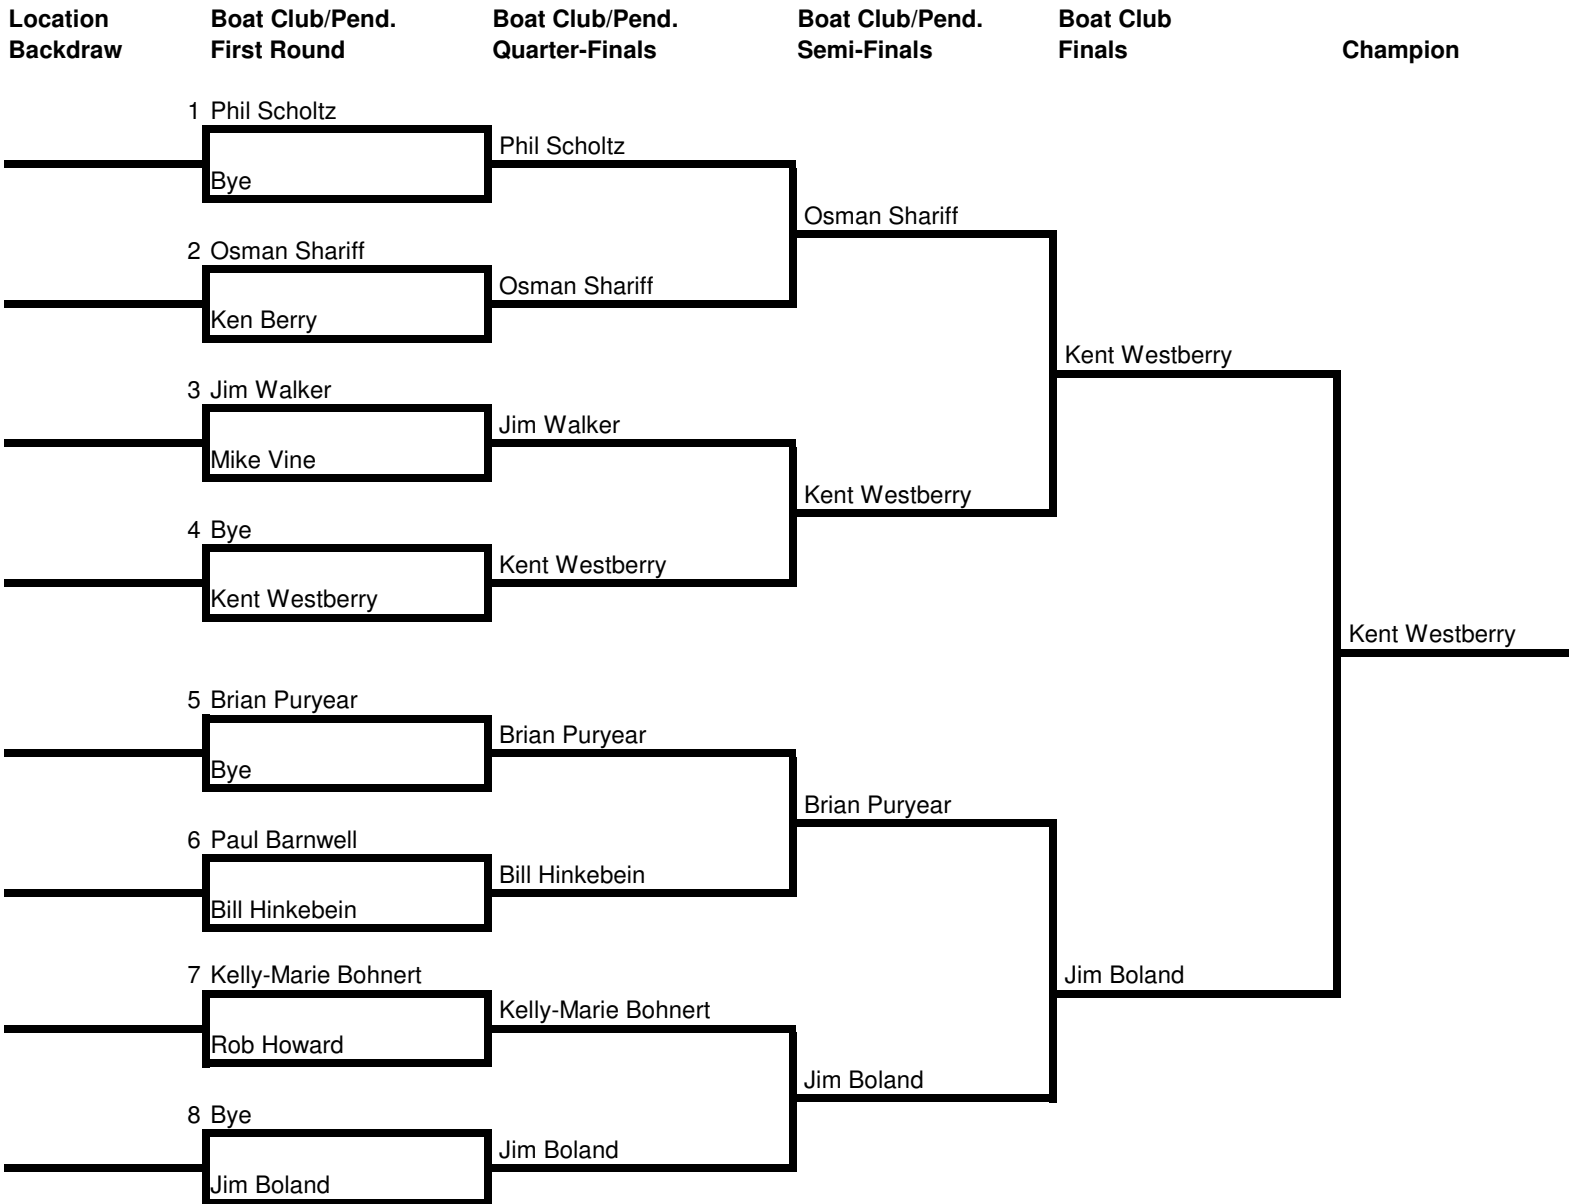 Location Backdraw
Boat Club/Pend. First Round
Boat Club/Pend. Quarter-Finals
Boat Club/Pend. Semi-Finals
Boat Club Finals
Champion
1 Phil Scholtz
Bye
2 Osman Shariff
Ken Berry
3 Jim Walker
Mike Vine
4 Bye
Kent Westberry
5 Brian Puryear
Bye
6 Paul Barnwell
Bill Hinkebein
7 Kelly-Marie Bohnert
Rob Howard
8 Bye
Jim Boland
Phil Scholtz
Osman Shariff
Jim Walker
Kent Westberry
Brian Puryear
Bill Hinkebein
Kelly-Marie Bohnert
Jim Boland
Osman Shariff
Kent Westberry
Brian Puryear
Jim Boland
Kent Westberry
Jim Boland
Kent Westberry